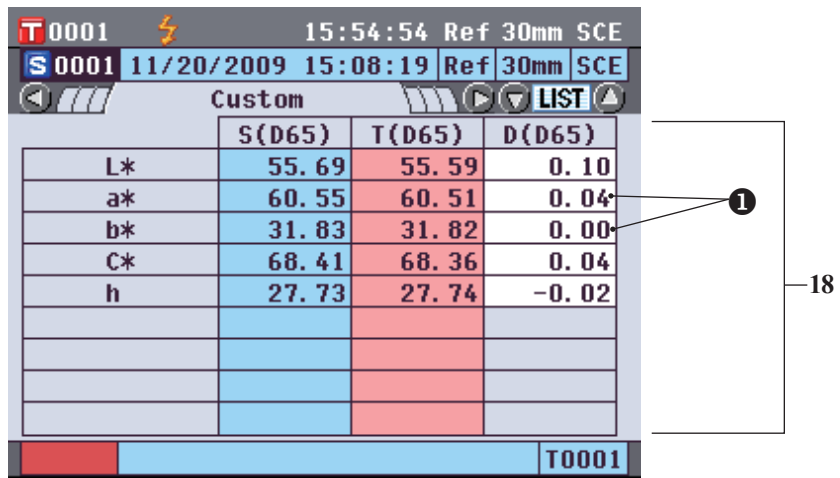 T 0001 15:54:54 Ref 30mm SCE
S 0001 11/20/2009 15:08:19 Ref 30mm SCE
Custom LIST
S(D65) T(D65) D(D65)
L* 55.69 55.59 0.10
a* 60.55 60.51 0.04
b* 31.83 31.82 0.00
C* 68.41 68.36 0.04
h 27.73 27.74 -0.02
T0001
1
18